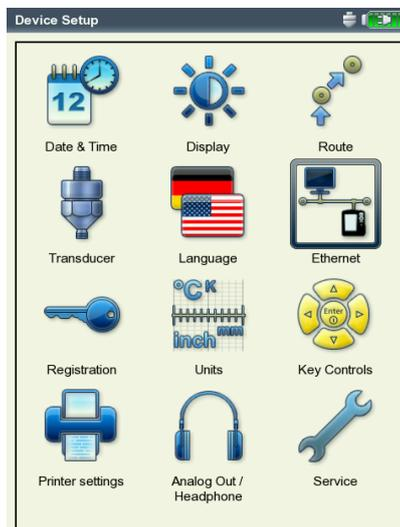 Device Setup
12
Date & Time
Display
Route
Transducer
Language
Ethernet
°C K
inch mm
Enter
Registration
Units
Key Controls
Printer settings
Analog Out /
Headphone
Service